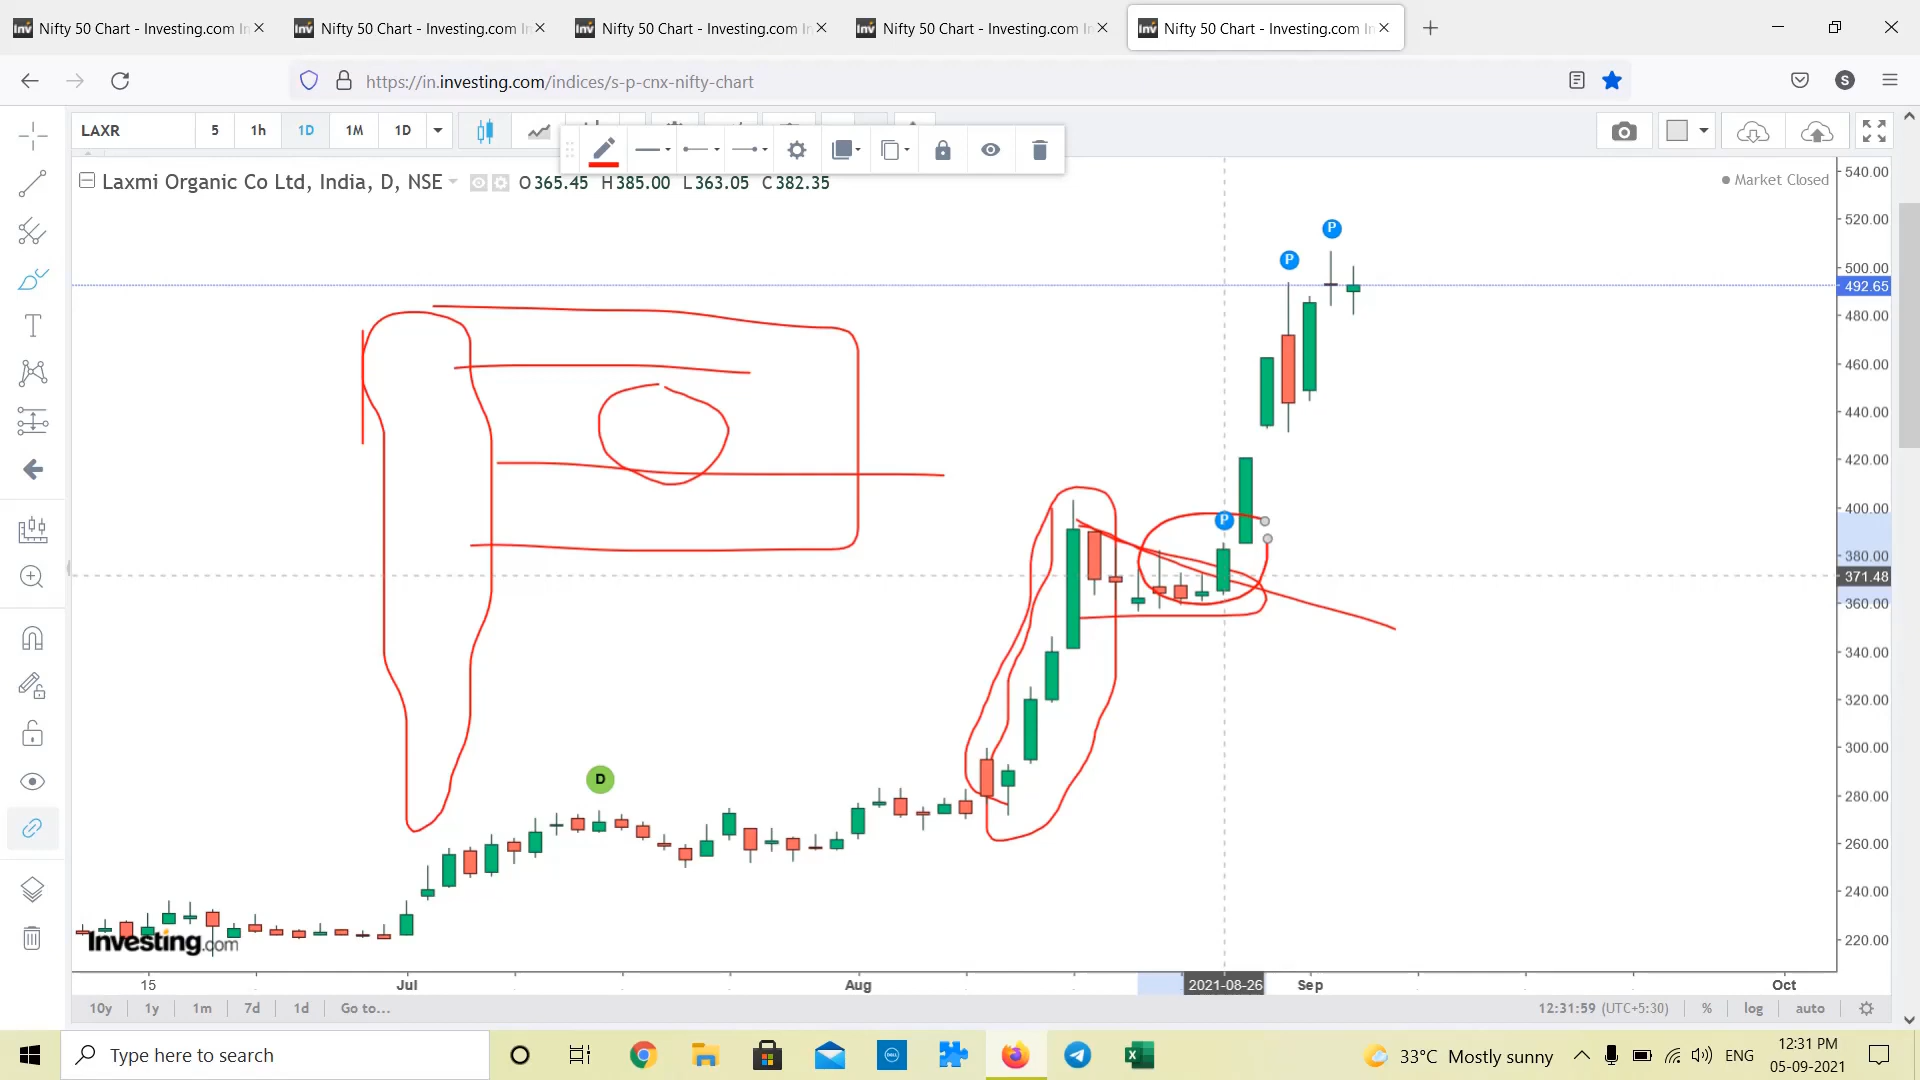 Nifty 50 Chart - Investing.com In Nifty 50 Chart - Investing.com In Nifty 50 Chart - Investing.com In Nifty 50 Chart - Investing.com In Nifty 50 Chart - Investing.com In
https://in.investing.com/indices/s-p-cnx-nifty-chart S
LAXR 5 1h 1D 1M 1D
Laxmi Organic Co Ltd, India, D, NSE O365.45 H385.00 L363.05 C382.35
Market Closed
540.00
520.00
500.00
492.65
480.00
460.00
440.00
420.00
400.00
380.00
371.48
360.00
340.00
320.00
300.00
280.00
260.00
240.00
220.00
P
P
P
D
Investing.com
15 Jul Aug 2021-08-26 Sep Oct
10y 1y 1m 7d 1d Go to... 12:31:59 (UTC+5:30) % log auto
Type here to search DELL 33°C Mostly sunny ENG 12:31 PM
05-09-2021